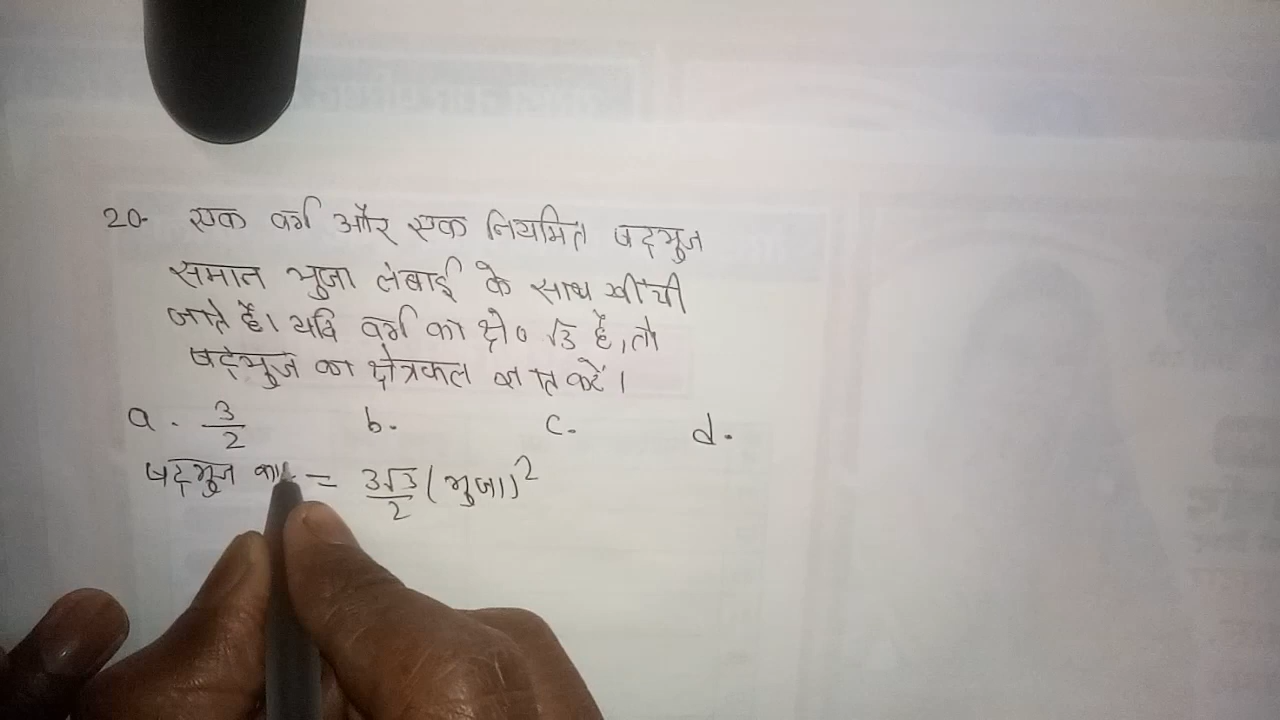 20- एक वर्ग और एक नियमित षट्भुज
समान भुजा लंबाई के साथ खींची
जाते हैं। यदि वर्ग का क्षे० √3 हैं, तो
षट्भुज का क्षेत्रफल ज्ञात करें।
a. 3/2 b. c. d.
षट्भुज का = 3√3/2 (भुजा)²